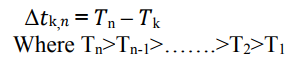 Δtk,n = Tn – Tk
Where Tn>Tn-1>…….>T2>T1